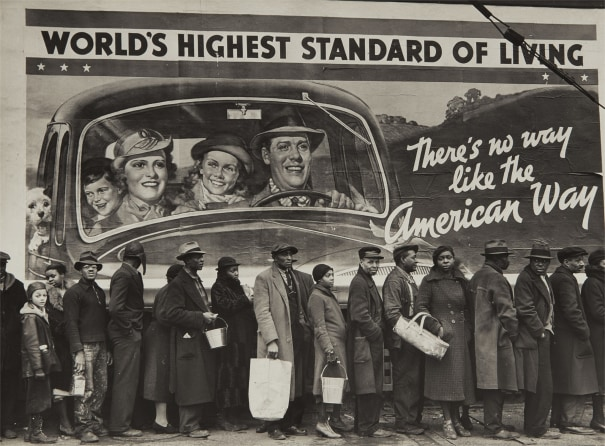 WORLD'S HIGHEST STANDARD OF LIVING
There's no way
like the
American Way